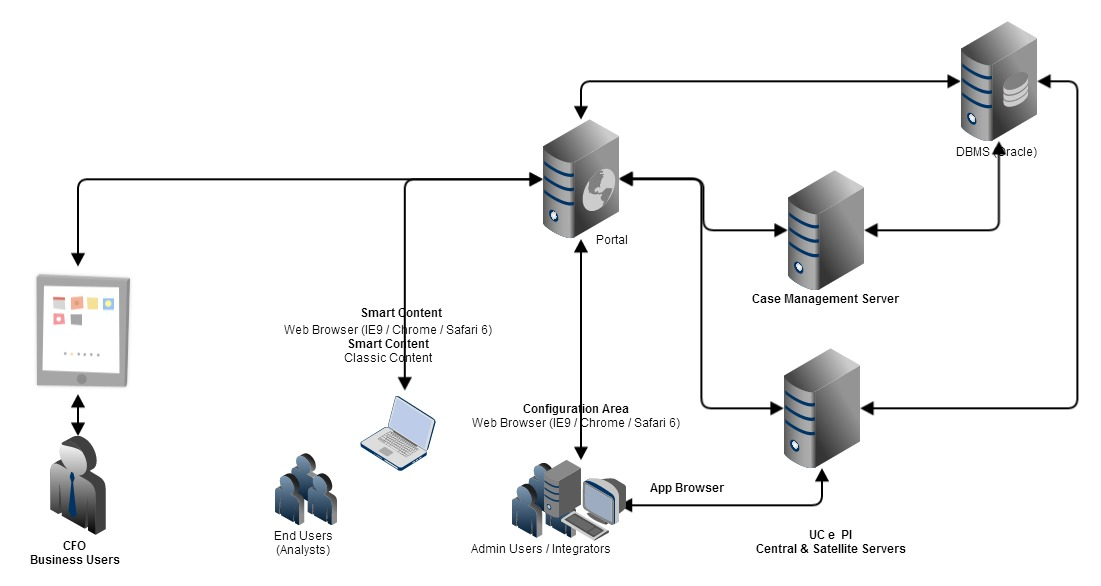 DBMS (Oracle)
Portal
Case Management Server
Smart Content
Web Browser (IE9 / Chrome / Safari 6)
Smart Content
Classic Content
Configuration Area
Web Browser (IE9 / Chrome / Safari 6)
App Browser
End Users
(Analysts)
Admin Users / Integrators
CFO
Business Users
UC e  PI
Central & Satellite Servers